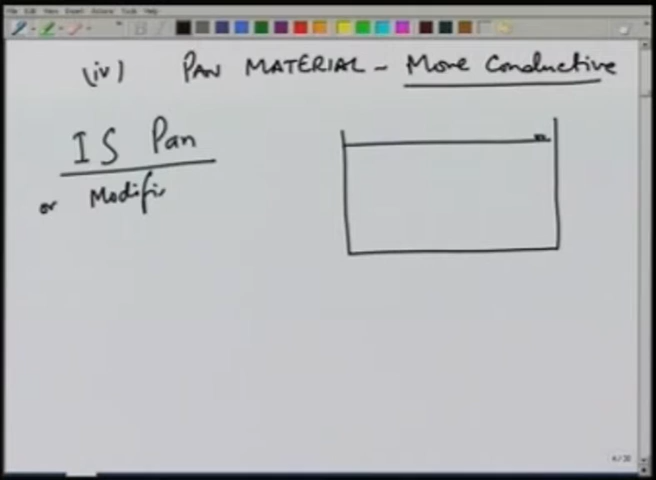 (iv) PAN MATERIAL - More Conductive
IS Pan
or Modifi